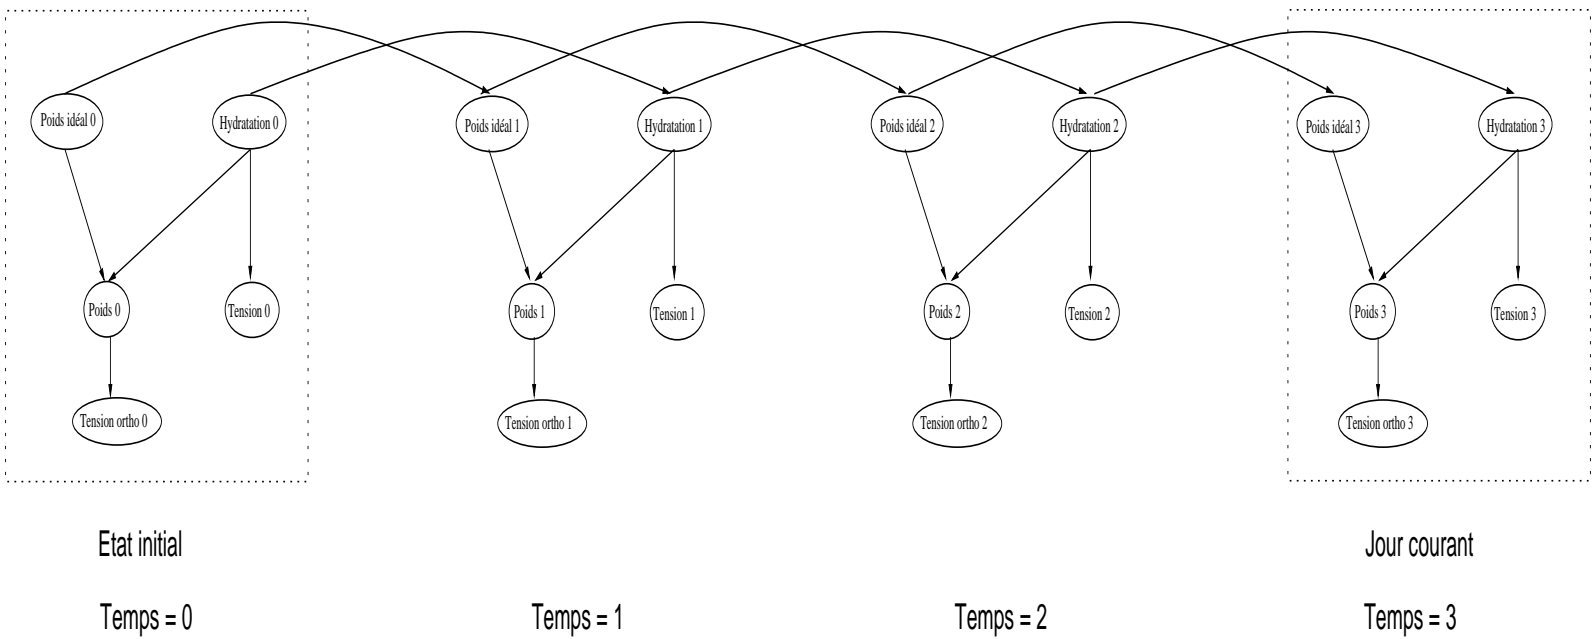 Poids idéal 0
Hydratation 0
Poids idéal 1
Hydratation 1
Poids idéal 2
Hydratation 2
Poids idéal 3
Hydratation 3
Poids 0
Tension 0
Poids 1
Tension 1
Poids 2
Tension 2
Poids 3
Tension 3
Tension ortho 0
Tension ortho 1
Tension ortho 2
Tension ortho 3
Etat initial
Jour courant
Temps = 0
Temps = 1
Temps = 2
Temps = 3